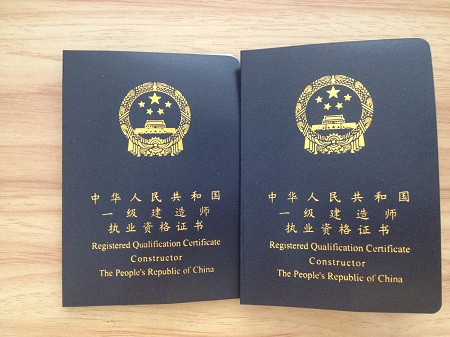 中华人民共和国
一级建造师
执业资格证书
Registered Qualification Certificate
Constructor
The People's Republic of China
中华人民共和国
一级建造师
执业资格证书
Registered Qualification Certificate
Constructor
The People's Republic of China